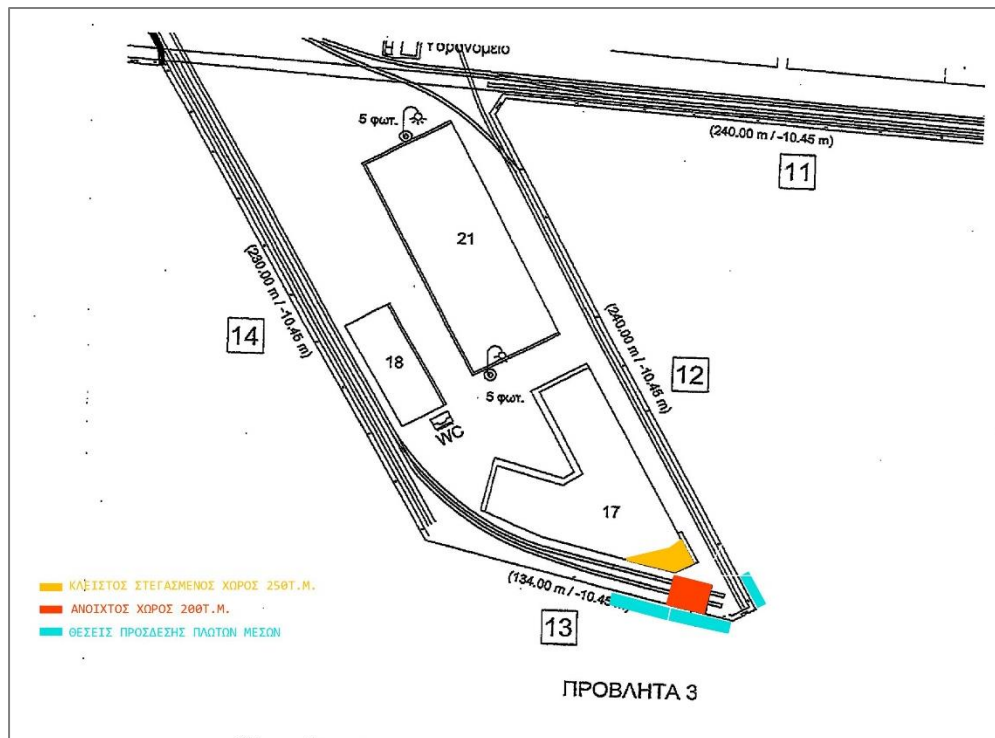 Υδρανομείο
5 φωτ.
(240.00 m / -10.45 m)
11
21
(230.00 m / -10.45 m)
14
(240.00 m / -10.45 m)
12
18
5 φωτ.
WC
17
ΚΛΕΙΣΤΟΣ ΣΤΕΓΑΣΜΕΝΟΣ ΧΩΡΟΣ 250Τ.Μ.
ΑΝΟΙΧΤΟΣ ΧΩΡΟΣ 200Τ.Μ.
ΘΕΣΕΙΣ ΠΡΟΣΔΕΣΗΣ ΠΛΩΤΩΝ ΜΕΣΩΝ
(134.00 m / -10.45 m)
13
ΠΡΟΒΛΗΤΑ 3